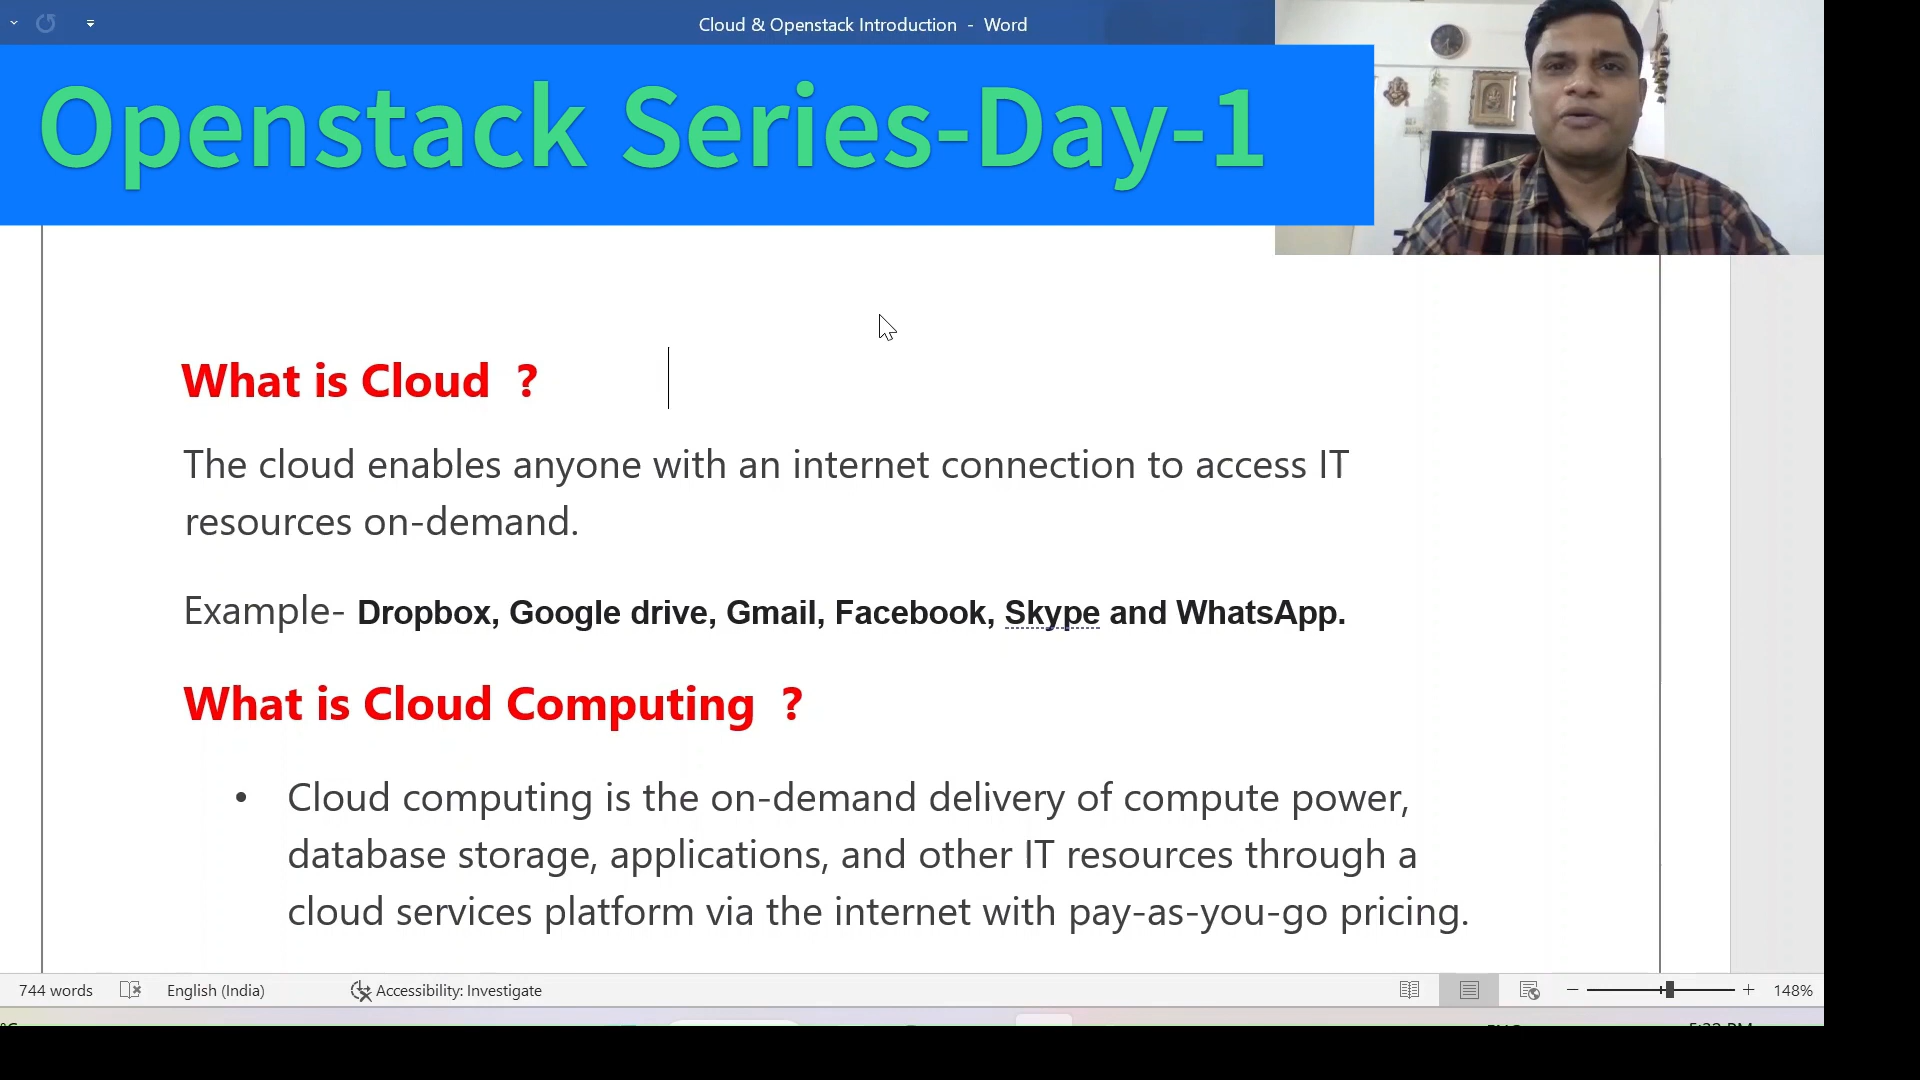 Cloud & Openstack Introduction - Word
Openstack Series-Day-1
What is Cloud ?
The cloud enables anyone with an internet connection to access IT
resources on-demand.
Example- Dropbox, Google drive, Gmail, Facebook, Skype and WhatsApp.
What is Cloud Computing ?
• Cloud computing is the on-demand delivery of compute power,
database storage, applications, and other IT resources through a
cloud services platform via the internet with pay-as-you-go pricing.
744 words English (India) Accessibility: Investigate 148%